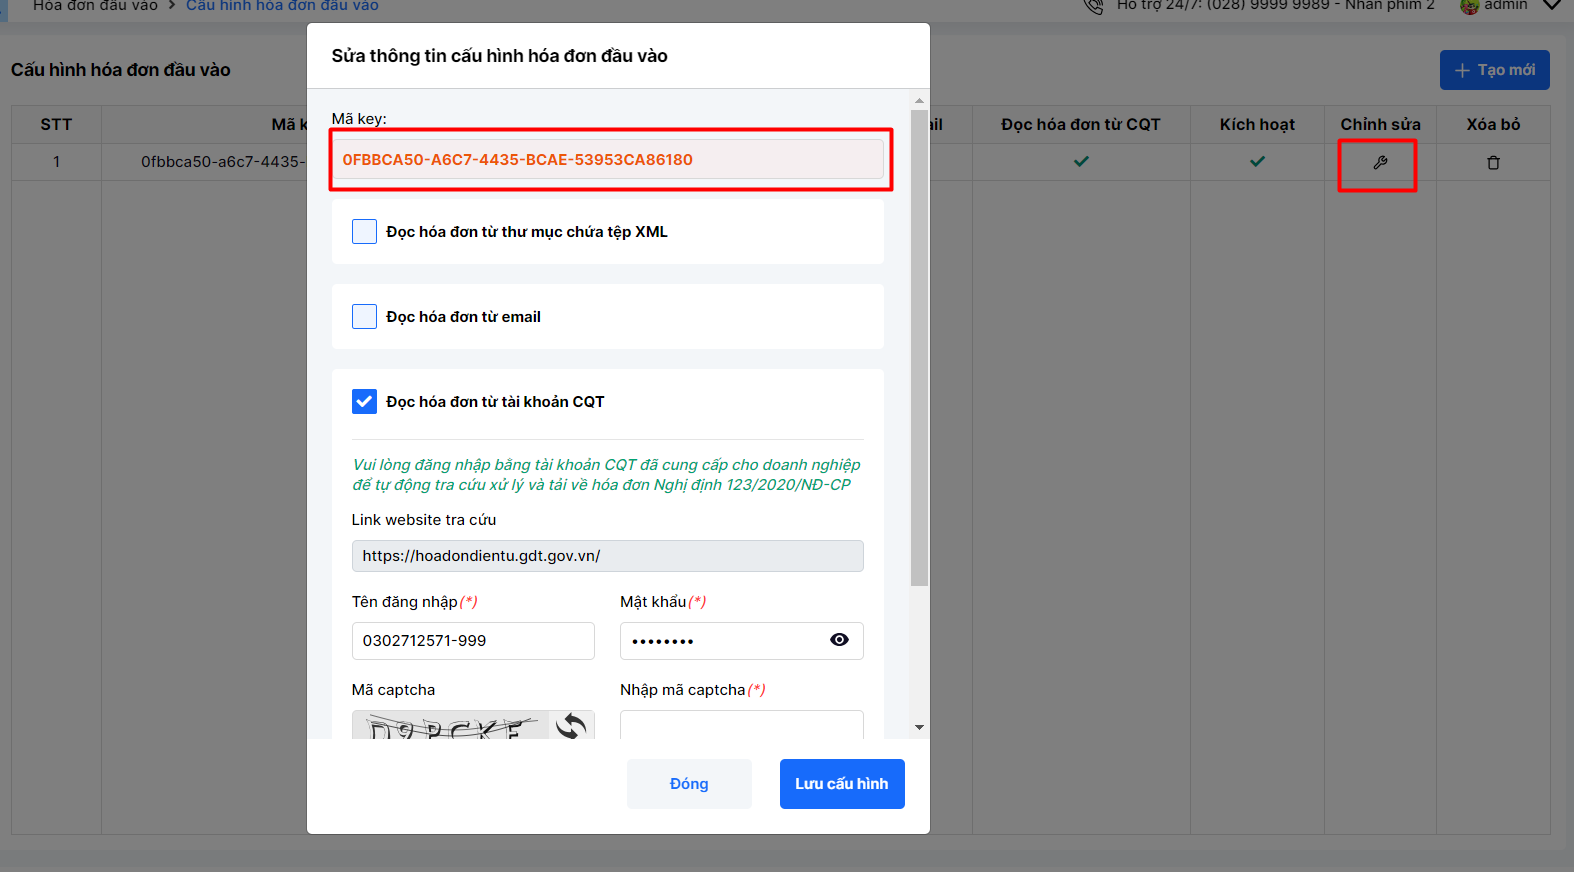 Hóa đơn đầu vào > Cấu hình hóa đơn đầu vào
Hỗ trợ 24/7: (028) 9999 9989 - Nhấn phím 2
admin
Cấu hình hóa đơn đầu vào
+ Tạo mới
STT
Mã k
ail
Đọc hóa đơn từ CQT
Kích hoạt
Chỉnh sửa
Xóa bỏ
1
0fbbca50-a6c7-4435-
Sửa thông tin cấu hình hóa đơn đầu vào
Mã key:
0FBBCA50-A6C7-4435-BCAE-53953CA86180
Đọc hóa đơn từ thư mục chứa tệp XML
Đọc hóa đơn từ email
Đọc hóa đơn từ tài khoản CQT
Vui lòng đăng nhập bằng tài khoản CQT đã cung cấp cho doanh nghiệp
để tự động tra cứu xử lý và tải về hóa đơn Nghị định 123/2020/NĐ-CP
Link website tra cứu
https://hoadondientu.gdt.gov.vn/
Tên đăng nhập(*)
Mật khẩu(*)
0302712571-999
••••••••
Mã captcha
Nhập mã captcha(*)
Đóng
Lưu cấu hình